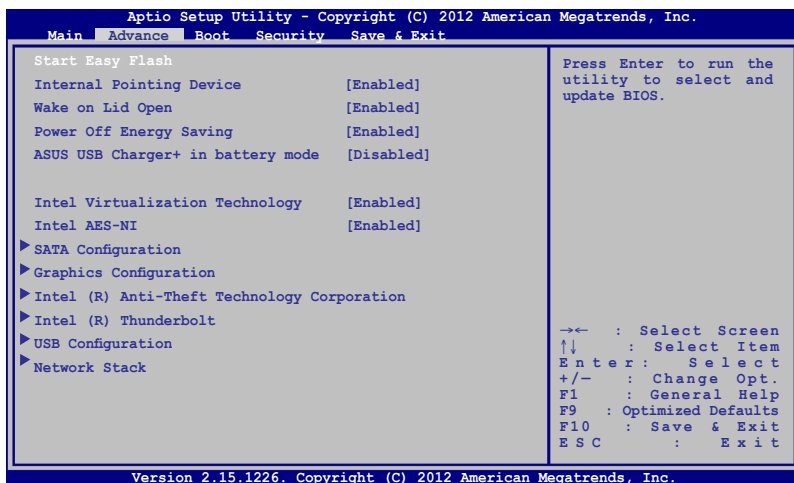 Aptio Setup Utility - Copyright (C) 2012 American Megatrends, Inc.
Main Advance Boot Security Save & Exit
Start Easy Flash
Internal Pointing Device [Enabled]
Wake on Lid Open [Enabled]
Power Off Energy Saving [Enabled]
ASUS USB Charger+ in battery mode [Disabled]
Intel Virtualization Technology [Enabled]
Intel AES-NI [Enabled]
SATA Configuration
Graphics Configuration
Intel (R) Anti-Theft Technology Corporation
Intel (R) Thunderbolt
USB Configuration
Network Stack
Press Enter to run the
utility to select and
update BIOS.
→← : Select Screen
↑↓ : Select Item
Enter: Select
+/— : Change Opt.
F1 : General Help
F9 : Optimized Defaults
F10 : Save & Exit
ESC : Exit
Version 2.15.1226. Copyright (C) 2012 American Megatrends, Inc.